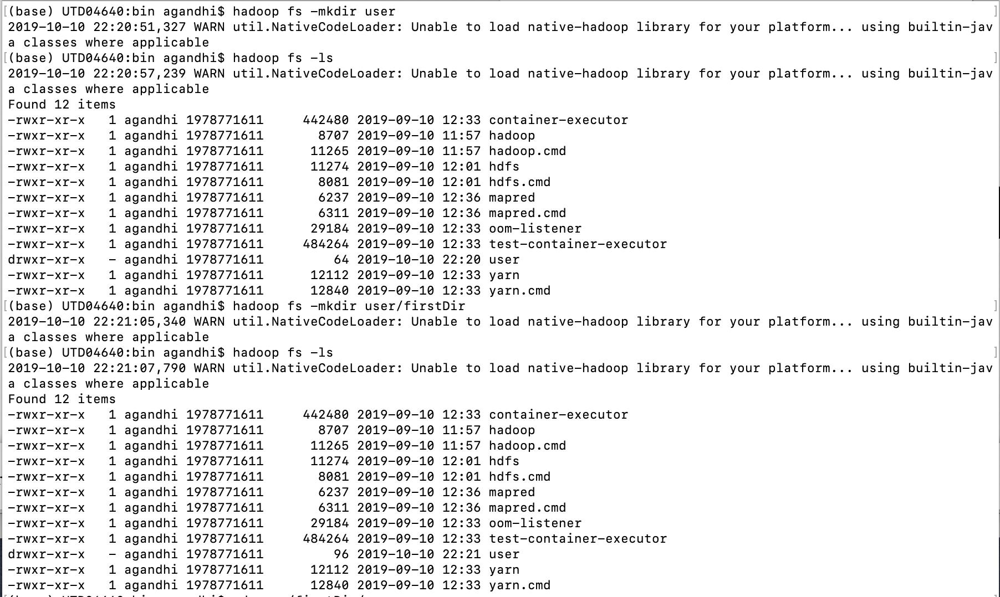 [(base) UTD04640:bin agandhi$ hadoop fs -mkdir user ]
2019-10-10 22:20:51,327 WARN util.NativeCodeLoader: Unable to load native-hadoop library for your platform... using builtin-jav
a classes where applicable
[(base) UTD04640:bin agandhi$ hadoop fs -ls ]
2019-10-10 22:20:57,239 WARN util.NativeCodeLoader: Unable to load native-hadoop library for your platform... using builtin-jav
a classes where applicable
Found 12 items
-rwxr-xr-x   1 agandhi 1978771611     442480 2019-09-10 12:33 container-executor
-rwxr-xr-x   1 agandhi 1978771611       8707 2019-09-10 11:57 hadoop
-rwxr-xr-x   1 agandhi 1978771611      11265 2019-09-10 11:57 hadoop.cmd
-rwxr-xr-x   1 agandhi 1978771611      11274 2019-09-10 12:01 hdfs
-rwxr-xr-x   1 agandhi 1978771611       8081 2019-09-10 12:01 hdfs.cmd
-rwxr-xr-x   1 agandhi 1978771611       6237 2019-09-10 12:36 mapred
-rwxr-xr-x   1 agandhi 1978771611       6311 2019-09-10 12:36 mapred.cmd
-rwxr-xr-x   1 agandhi 1978771611      29184 2019-09-10 12:33 oom-listener
-rwxr-xr-x   1 agandhi 1978771611     484264 2019-09-10 12:33 test-container-executor
drwxr-xr-x   - agandhi 1978771611         64 2019-10-10 22:20 user
-rwxr-xr-x   1 agandhi 1978771611      12112 2019-09-10 12:33 yarn
-rwxr-xr-x   1 agandhi 1978771611      12840 2019-09-10 12:33 yarn.cmd
[(base) UTD04640:bin agandhi$ hadoop fs -mkdir user/firstDir ]
2019-10-10 22:21:05,340 WARN util.NativeCodeLoader: Unable to load native-hadoop library for your platform... using builtin-jav
a classes where applicable
[(base) UTD04640:bin agandhi$ hadoop fs -ls ]
2019-10-10 22:21:07,790 WARN util.NativeCodeLoader: Unable to load native-hadoop library for your platform... using builtin-jav
a classes where applicable
Found 12 items
-rwxr-xr-x   1 agandhi 1978771611     442480 2019-09-10 12:33 container-executor
-rwxr-xr-x   1 agandhi 1978771611       8707 2019-09-10 11:57 hadoop
-rwxr-xr-x   1 agandhi 1978771611      11265 2019-09-10 11:57 hadoop.cmd
-rwxr-xr-x   1 agandhi 1978771611      11274 2019-09-10 12:01 hdfs
-rwxr-xr-x   1 agandhi 1978771611       8081 2019-09-10 12:01 hdfs.cmd
-rwxr-xr-x   1 agandhi 1978771611       6237 2019-09-10 12:36 mapred
-rwxr-xr-x   1 agandhi 1978771611       6311 2019-09-10 12:36 mapred.cmd
-rwxr-xr-x   1 agandhi 1978771611      29184 2019-09-10 12:33 oom-listener
-rwxr-xr-x   1 agandhi 1978771611     484264 2019-09-10 12:33 test-container-executor
drwxr-xr-x   - agandhi 1978771611         96 2019-10-10 22:21 user
-rwxr-xr-x   1 agandhi 1978771611      12112 2019-09-10 12:33 yarn
-rwxr-xr-x   1 agandhi 1978771611      12840 2019-09-10 12:33 yarn.cmd